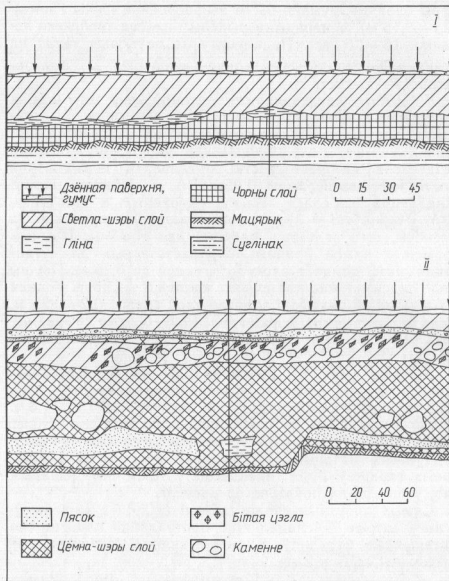 I
Дзённая паверхня,
гумус
Светла-шэры слой
Гліна
Чорны слой
Мацярык
Суглінак
0 15 30 45
II
0 20 40 60
Пясок
Цёмна-шэры слой
Бітая цэгла
Каменне